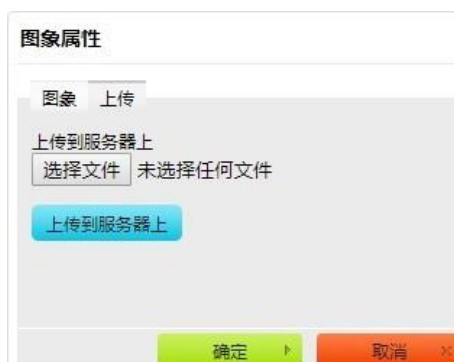 图象属性
图象 上传
上传到服务器上
选择文件 未选择任何文件
上传到服务器上
确定 取消